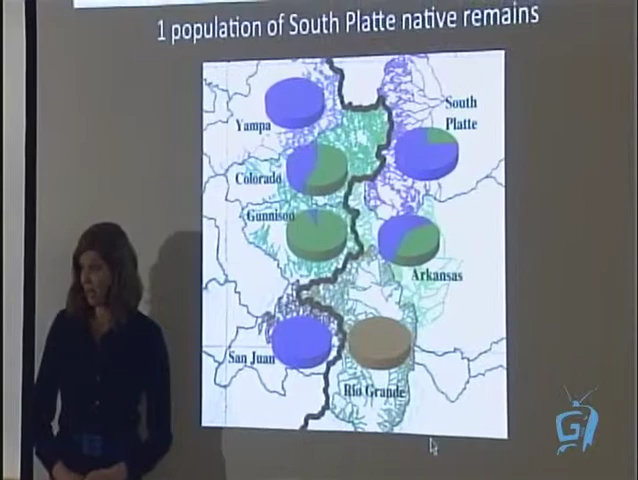 1 population of South Platte native remains
South
Platte
Yampa
Colorado
Gunnison
Arkansas
San Juan
Rio Grande
G